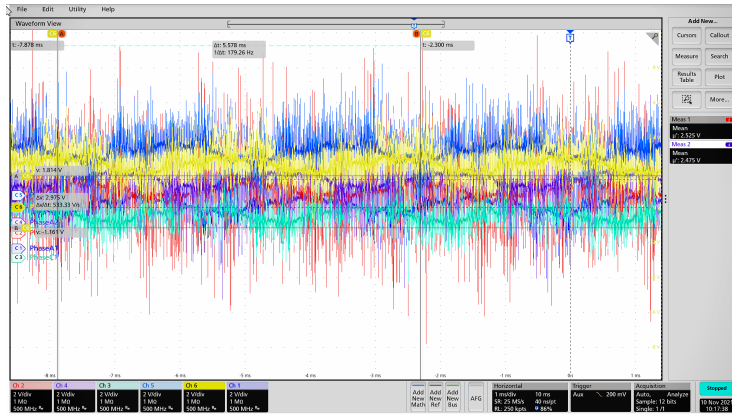 File Edit Utility Help
Waveform View
t: -7.878 ms
Δt: 5.578 ms
1/Δt: 179.26 Hz
t: -2.300 ms
v: 1.814 V
Δv: 2.975 V
Δv/Δt: 533.33 V/s
v: -1.161 V
C 5
C 6
C 4
C 1
C 3
-8 ms -7 ms -6 ms -5 ms -4 ms -3 ms -2 ms -1 ms 0 s 1 ms
Add New...
Cursors Callout
Measure Search
Results Table Plot
More...
Meas 1
Mean
µ': 2.525 V
Meas 2
Mean
µ': 2.475 V
Ch 2
2 V/div
1 MΩ
500 MHz
Ch 4
2 V/div
1 MΩ
500 MHz
Ch 3
2 V/div
1 MΩ
500 MHz
Ch 5
2 V/div
1 MΩ
500 MHz
Ch 6
2 V/div
1 MΩ
500 MHz
Ch 1
2 V/div
1 MΩ
500 MHz
Add New Math
Add New Ref
Add New Bus
AFG
Horizontal
1 ms/div 10 ms
SR: 25 MS/s 40 ns/pt
RL: 250 kpts 86%
Trigger
Aux 200 mV
Acquisition
Auto, Analyze
Sample: 12 bits
Single: 1/1
Stopped
10 Nov 202
10:17:38